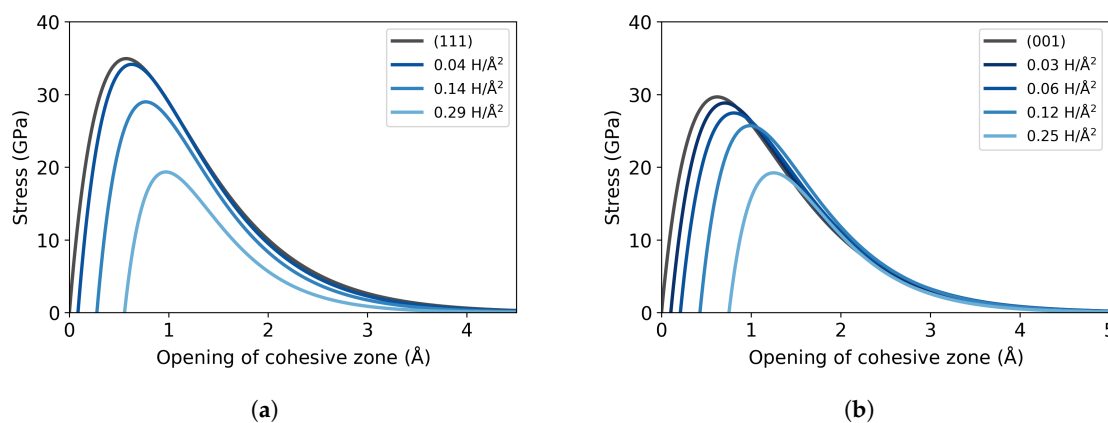 40
30
20
10
0
Stress (GPa)
(111)
0.04 H/Å²
0.14 H/Å²
0.29 H/Å²
0 1 2 3 4
Opening of cohesive zone (Å)
(a)
40
30
20
10
0
Stress (GPa)
(001)
0.03 H/Å²
0.06 H/Å²
0.12 H/Å²
0.25 H/Å²
0 1 2 3 4 5
Opening of cohesive zone (Å)
(b)